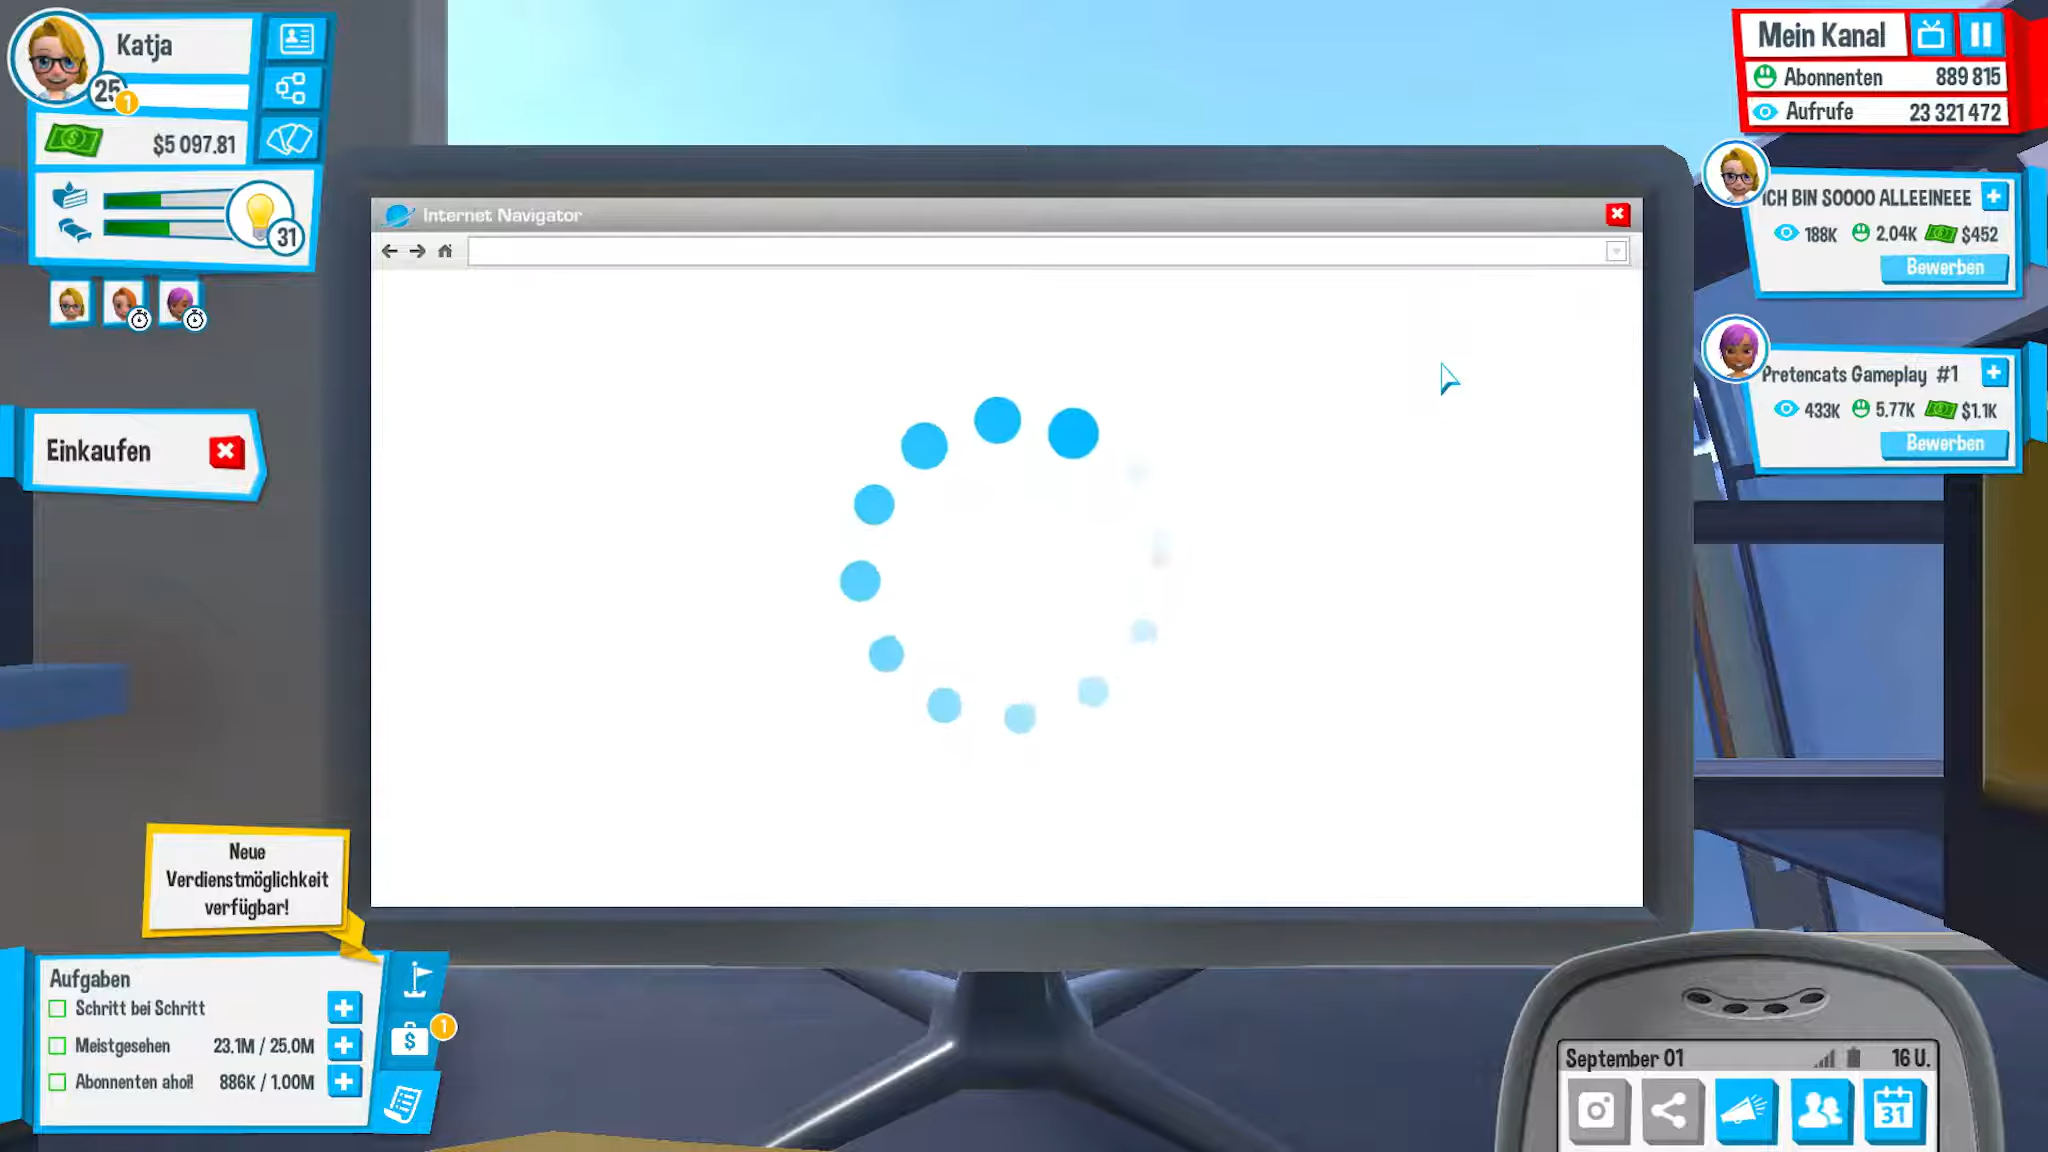 Katja
25
1
$5 097.81
31
Einkaufen
Internet Navigator
Mein Kanal
Abonnenten 889 815
Aufrufe 23 321 472
ICH BIN SOOOO ALLEEINEEE
188K 2.04K $452
Bewerben
Pretencats Gameplay #1
433K 5.77K $1.1K
Bewerben
Neue
Verdienstmöglichkeit
verfügbar!
Aufgaben
Schritt bei Schritt
Meistgesehen 23.1M / 25.0M
Abonnenten ahoi! 886K / 1.00M
1
September 01 16 U.
31